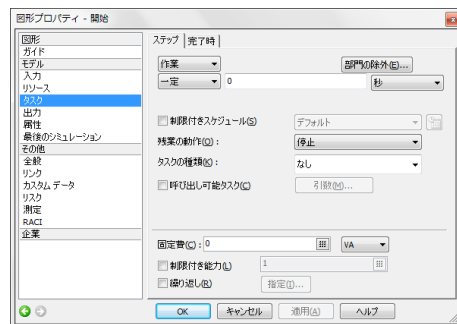 図形プロパティ - 開始
図形
ガイド
モデル
入力
リソース
タスク
出力
属性
最後のシミュレーション
その他
全般
リンク
カスタム データ
リスク
測定
RACI
企業
ステップ 完了時
作業 部門の除外(E)...
一定 0 秒
制限付きスケジュール(S) デフォルト
残業の動作(O): 停止
タスクの種類(K): なし
呼び出し可能タスク(C) 引数(M)...
固定費(C): 0 VA
制限付き能力(L) 1
繰り返し(R) 指定(I)...
OK キャンセル 適用(A) ヘルプ